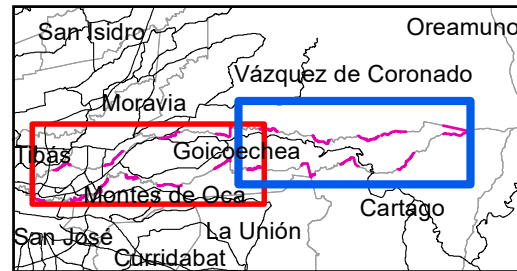 Oreamuno
San Isidro
Vázquez de Coronado
Moravia
Tibás
Goicoechea
Montes de Oca
Cartago
San José
La Unión
Curridabat